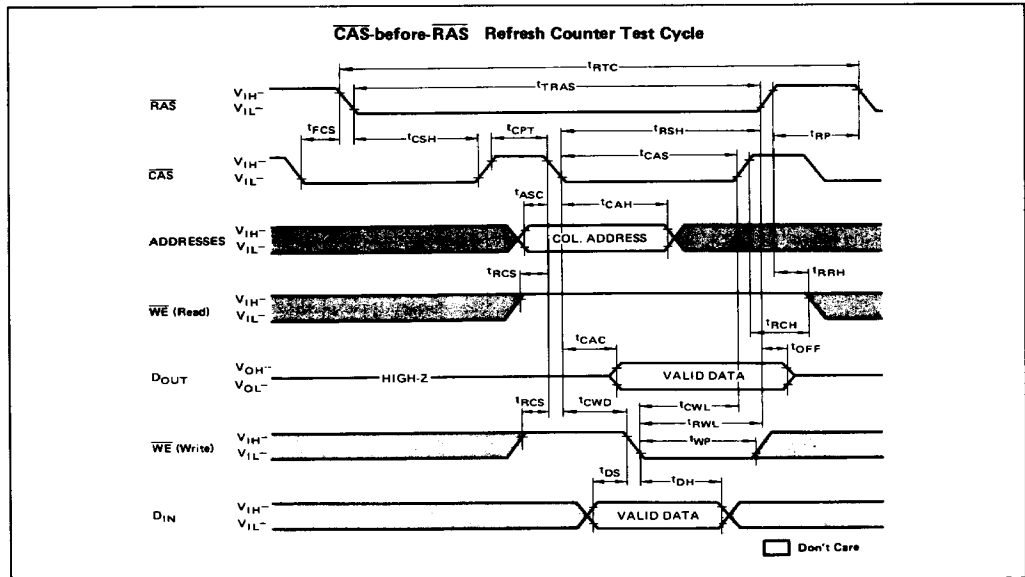 CAS-before-RAS Refresh Counter Test Cycle
tRTC
tTRAS
RAS
VIH-
VIL-
tFCS
tCSH
tCPT
tRSH
tRP
tCAS
CAS
VIH-
VIL-
tASC
tCAH
ADDRESSES
VIH-
VIL-
COL. ADDRESS
tRCS
tRRH
WE (Read)
VIH-
VIL-
tRCH
tCAC
tOFF
DOUT
VOH-
VOL-
HIGH-Z
VALID DATA
tRCS
tCWD
tCWL
tRWL
WE (Write)
VIH-
VIL-
tWP
tDS
tDH
DIN
VIH-
VIL-
VALID DATA
Don't Care